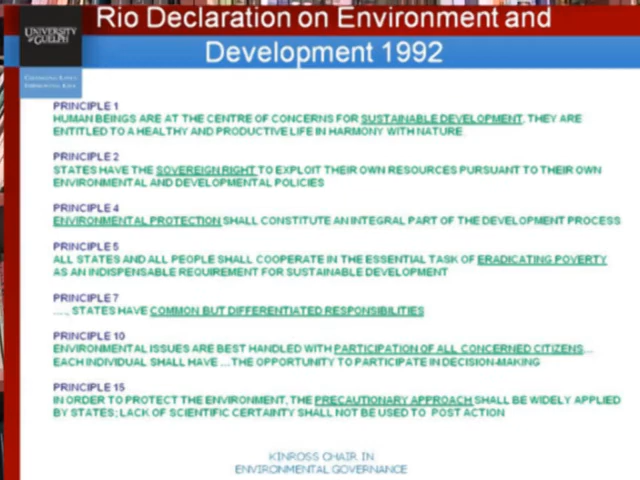 Rio Declaration on Environment and
Development 1992
UNIVERSITY
OF GUELPH
CHANGING LIVES
IMPROVING LIFE
PRINCIPLE 1
HUMAN BEINGS ARE AT THE CENTRE OF CONCERNS FOR SUSTAINABLE DEVELOPMENT. THEY ARE
ENTITLED TO A HEALTHY AND PRODUCTIVE LIFE IN HARMONY WITH NATURE
PRINCIPLE 2
STATES HAVE THE SOVEREIGN RIGHT TO EXPLOIT THEIR OWN RESOURCES PURSUANT TO THEIR OWN
ENVIRONMENTAL AND DEVELOPMENTAL POLICIES
PRINCIPLE 4
ENVIRONMENTAL PROTECTION SHALL CONSTITUTE AN INTEGRAL PART OF THE DEVELOPMENT PROCESS
PRINCIPLE 5
ALL STATES AND ALL PEOPLE SHALL COOPERATE IN THE ESSENTIAL TASK OF ERADICATING POVERTY
AS AN INDISPENSABLE REQUIREMENT FOR SUSTAINABLE DEVELOPMENT
PRINCIPLE 7
...., STATES HAVE COMMON BUT DIFFERENTIATED RESPONSIBILITIES
PRINCIPLE 10
ENVIRONMENTAL ISSUES ARE BEST HANDLED WITH PARTICIPATION OF ALL CONCERNED CITIZENS...
EACH INDIVIDUAL SHALL HAVE ...THE OPPORTUNITY TO PARTICIPATE IN DECISION-MAKING
PRINCIPLE 15
IN ORDER TO PROTECT THE ENVIRONMENT, THE PRECAUTIONARY APPROACH SHALL BE WIDELY APPLIED
BY STATES; LACK OF SCIENTIFIC CERTAINTY SHALL NOT BE USED TO POST ACTION
KINROSS CHAIR IN
ENVIRONMENTAL GOVERNANCE